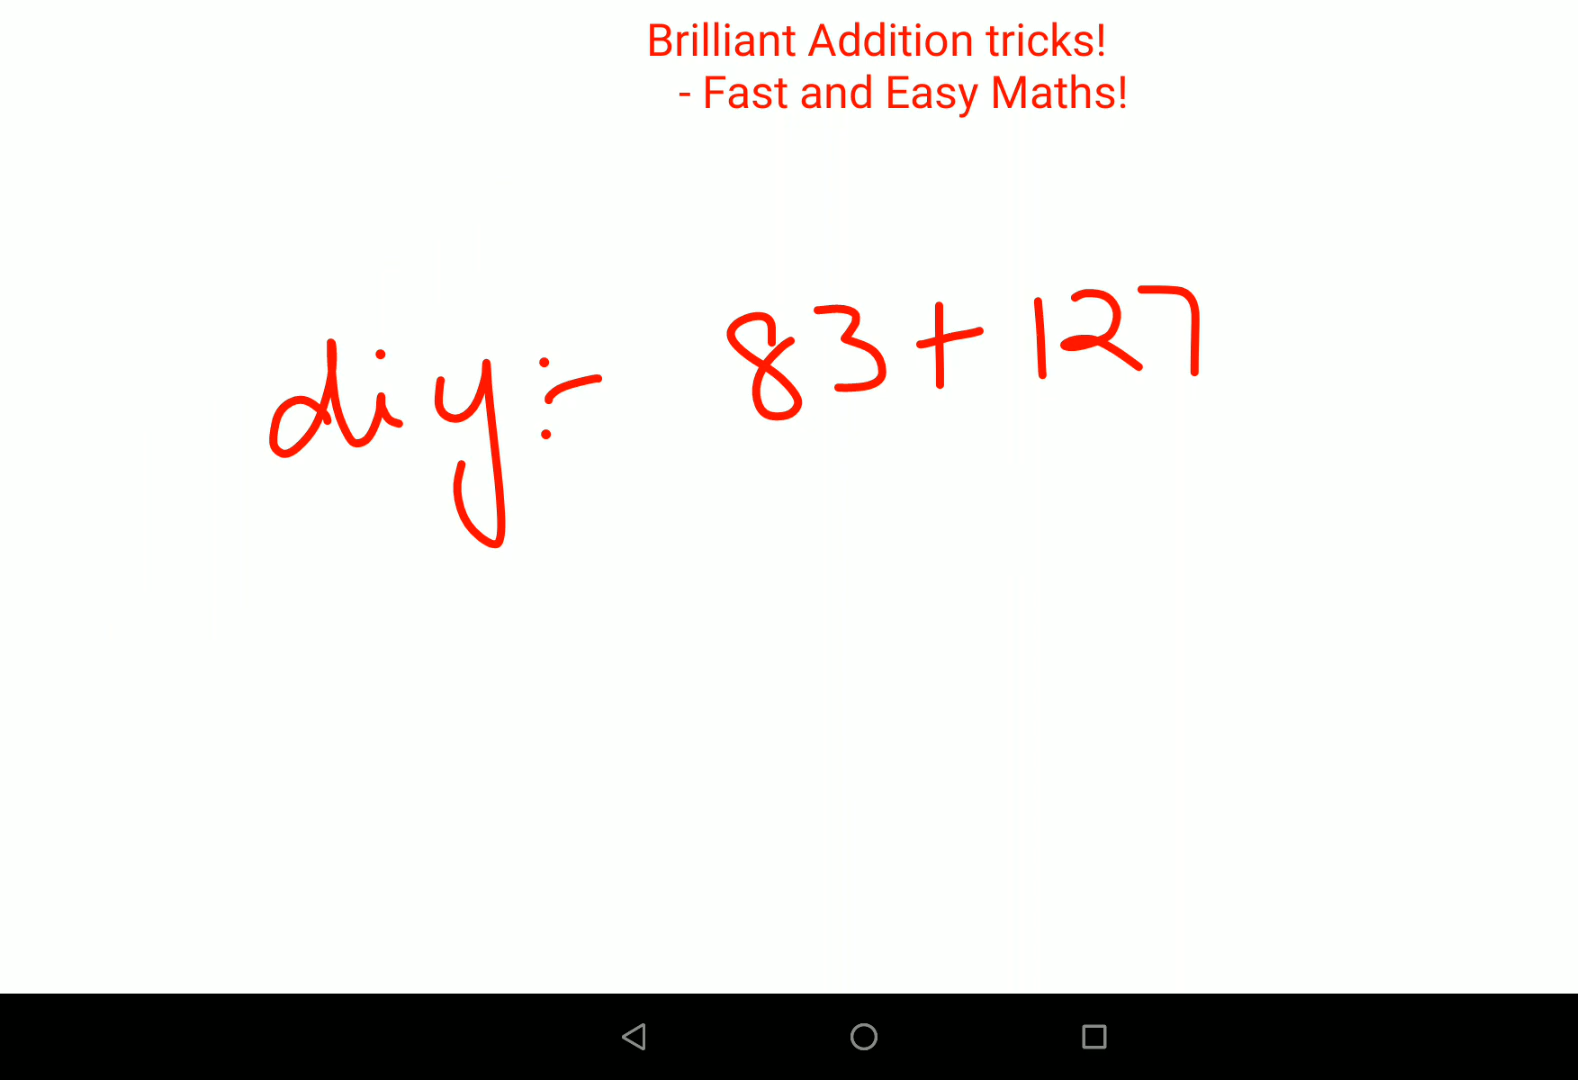 Brilliant Addition tricks!
- Fast and Easy Maths!
diy:- 83+127